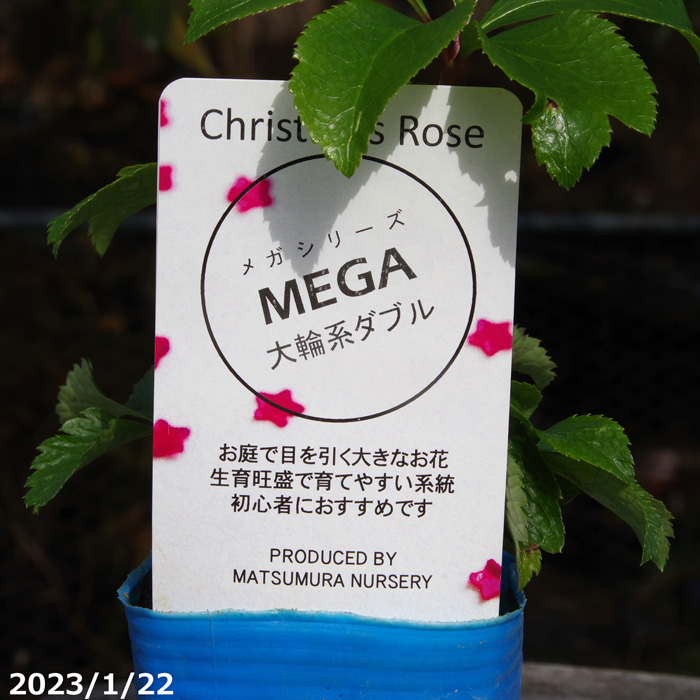 Christmas Rose
メガシリーズ
MEGA
大輪系ダブル
お庭で目を引く大きなお花
生育旺盛で育てやすい系統
初心者におすすめです
PRODUCED BY
MATSUMURA NURSERY
2023/1/22